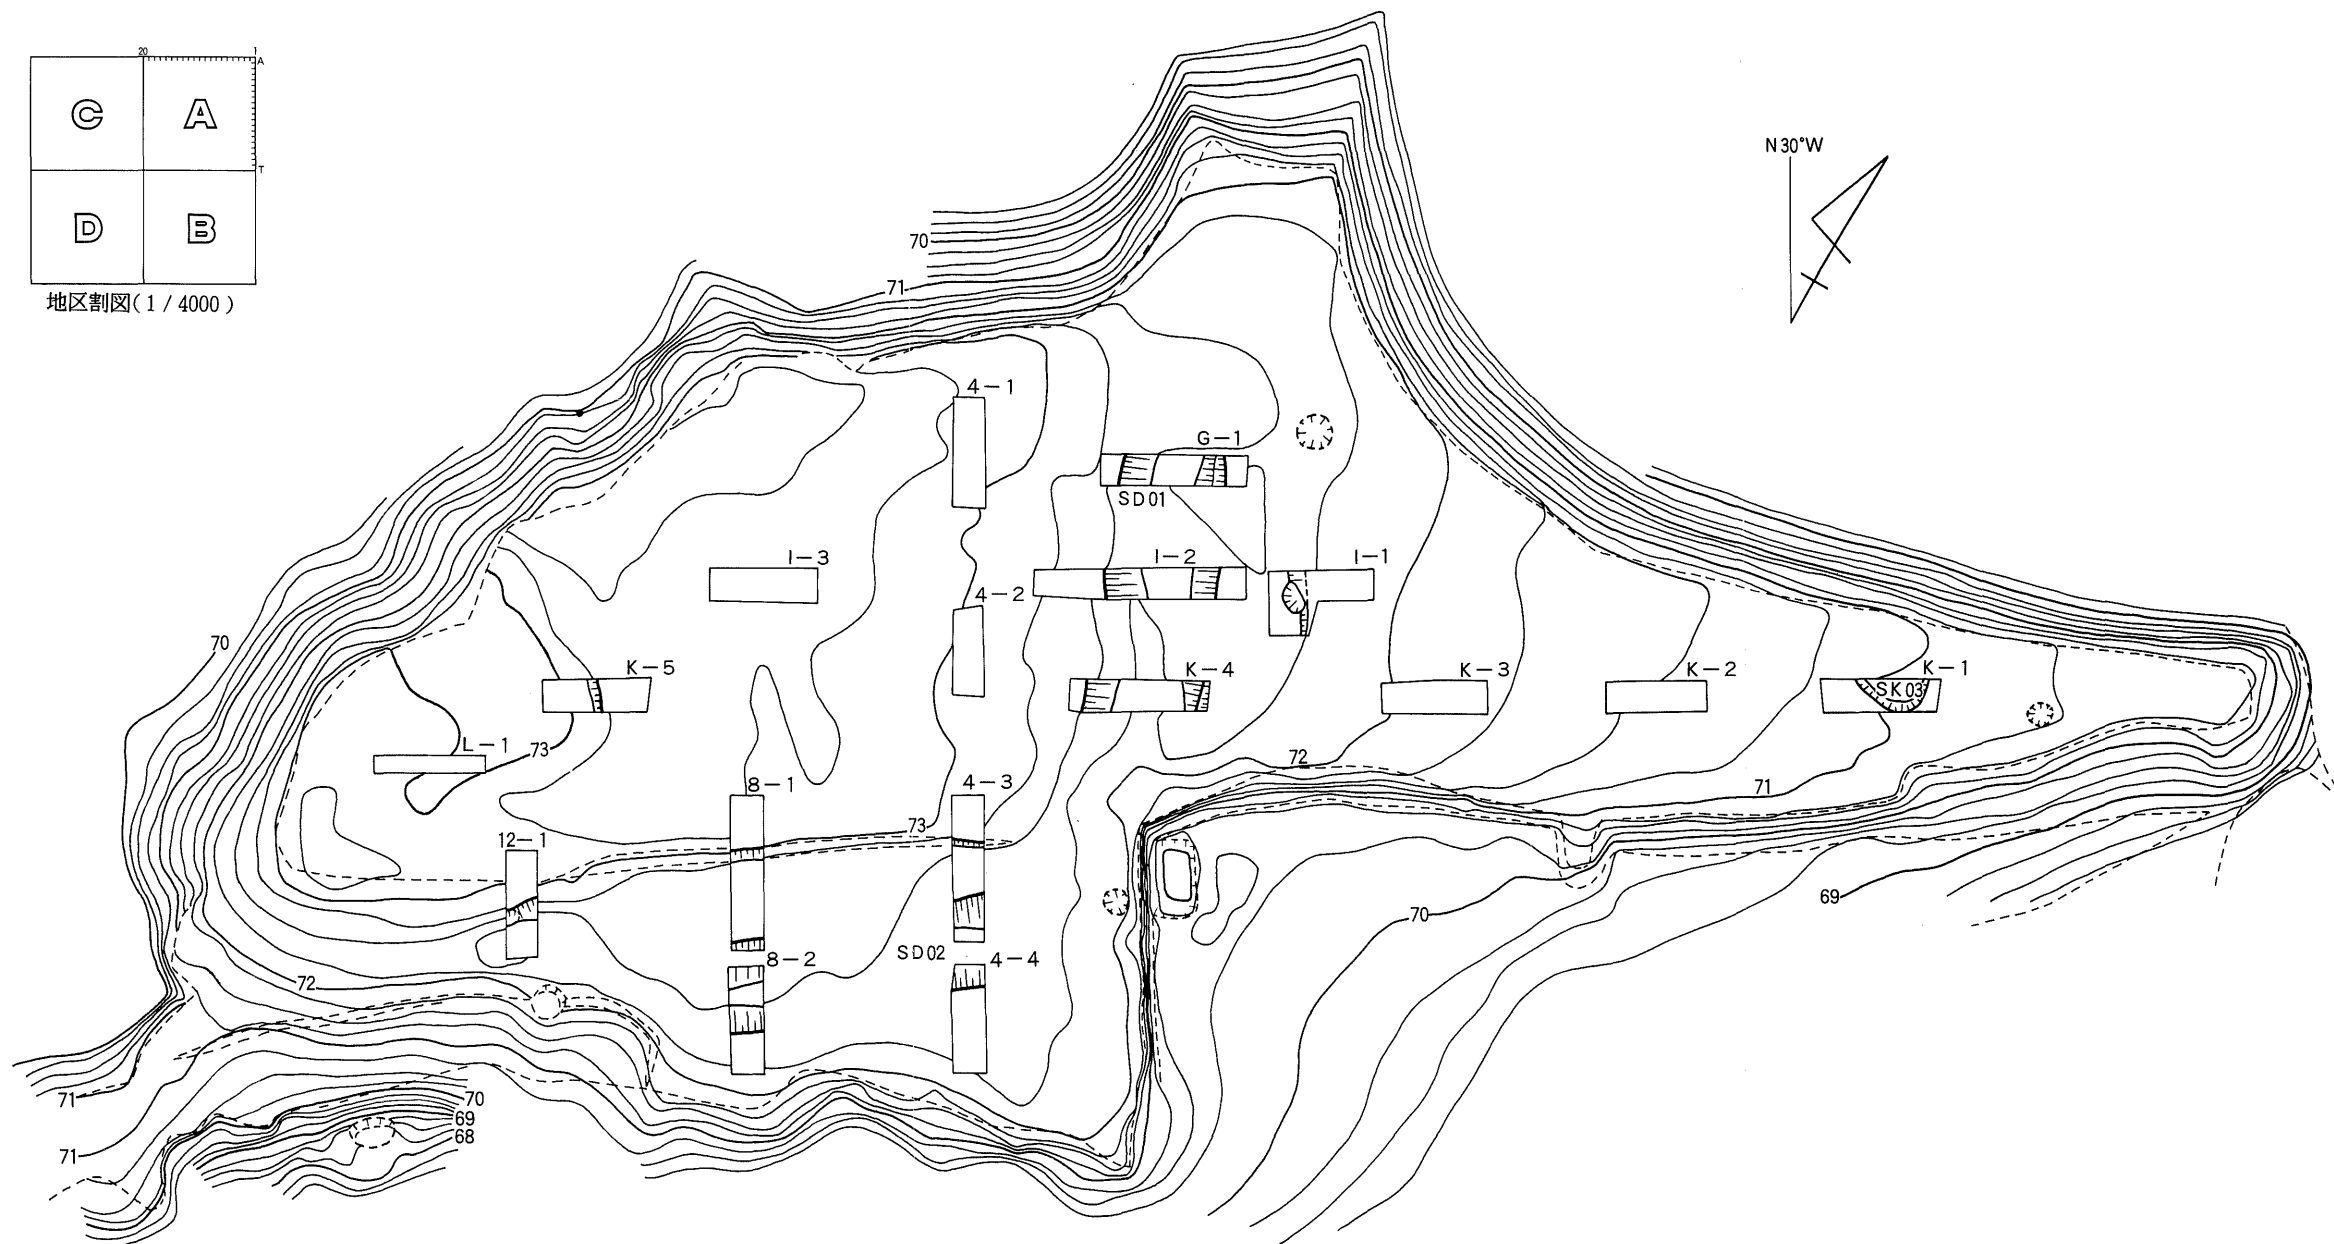 20
1
A
C
A
T
D
B
地区割図(1/4000)
N30°W
70
71
4-1
G-1
SD01
I-3
I-2
I-1
4-2
70
K-5
K-4
K-3
K-2
K-1
SK03
L-1
73
72
8-1
4-3
71
73
12-1
69
70
SD02
8-2
4-4
72
71
70
69
68
71